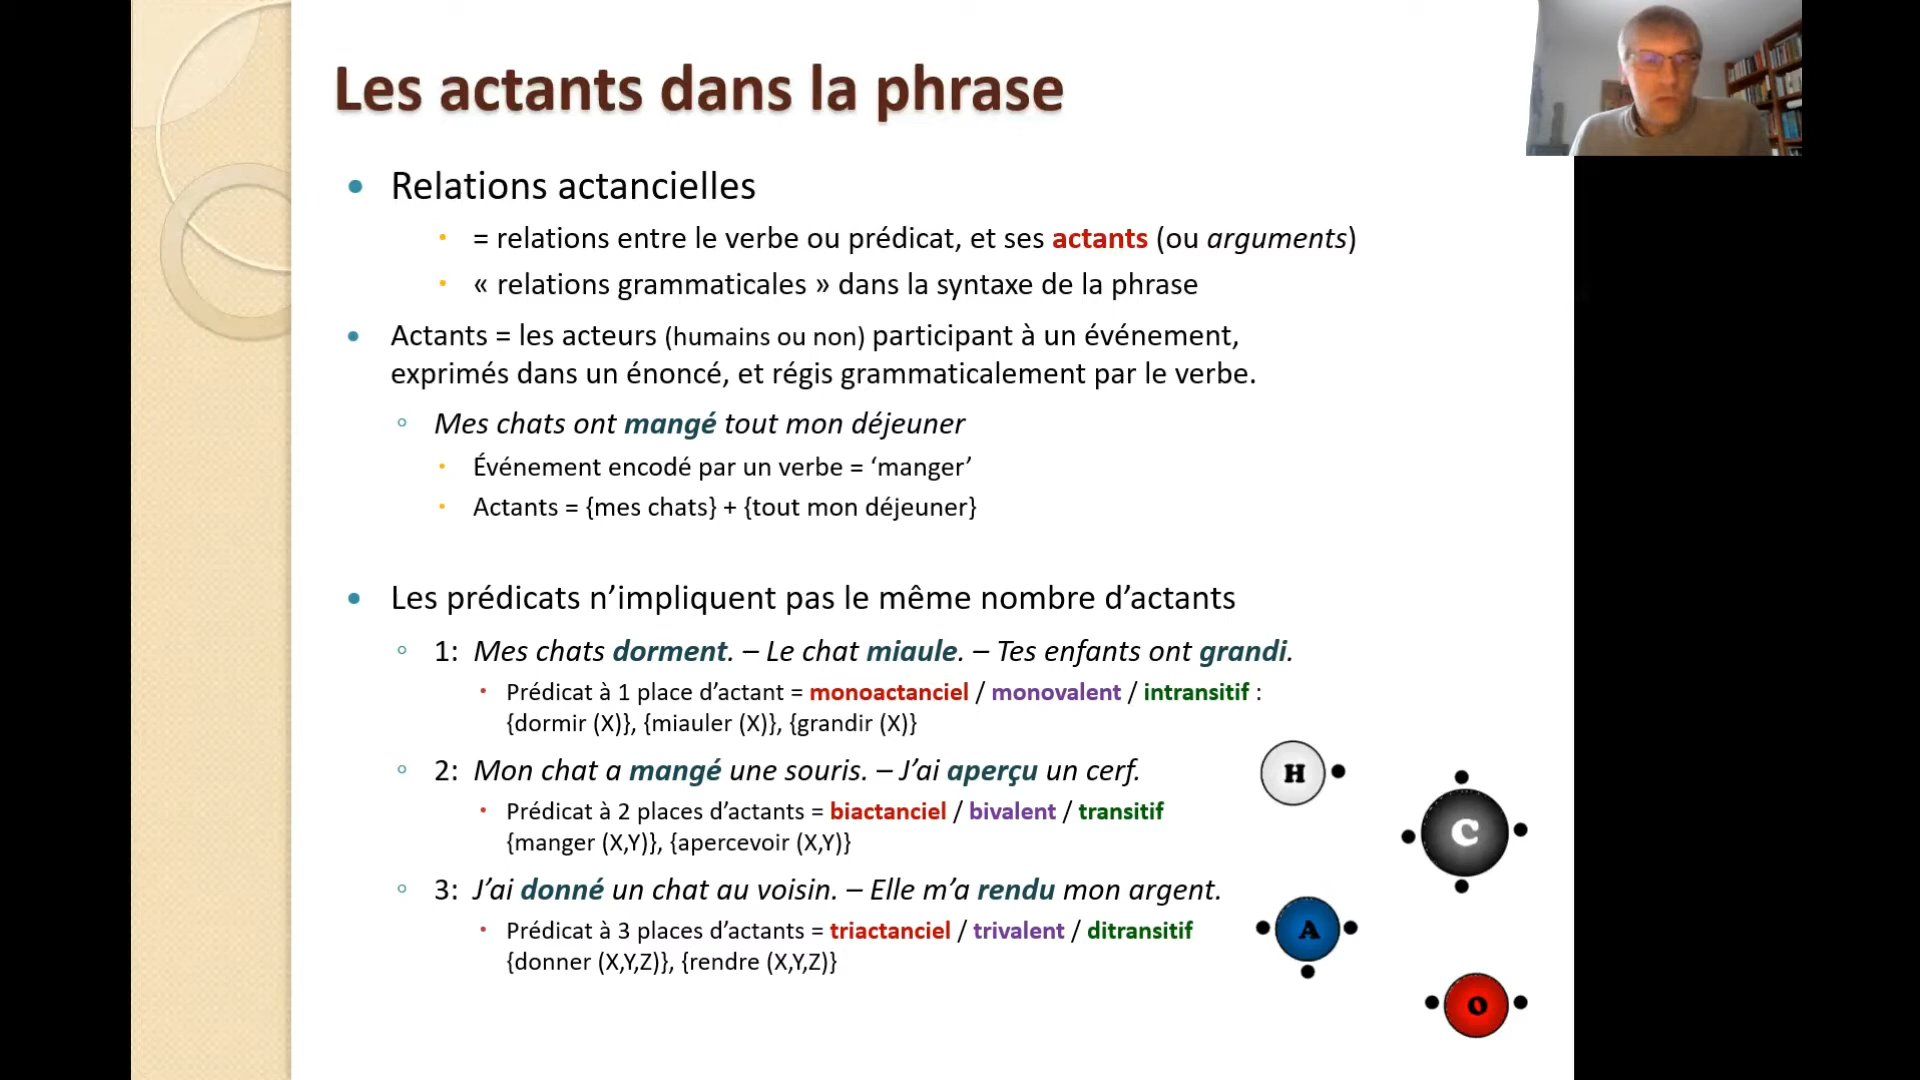 Les actants dans la phrase
• Relations actancielles
• = relations entre le verbe ou prédicat, et ses actants (ou arguments)
• « relations grammaticales » dans la syntaxe de la phrase
• Actants = les acteurs (humains ou non) participant à un événement,
exprimés dans un énoncé, et régis grammaticalement par le verbe.
◦ Mes chats ont mangé tout mon déjeuner
• Événement encodé par un verbe = ‘manger’
• Actants = {mes chats} + {tout mon déjeuner}
• Les prédicats n’impliquent pas le même nombre d’actants
◦ 1: Mes chats dorment. – Le chat miaule. – Tes enfants ont grandi.
• Prédicat à 1 place d’actant = monoactanciel / monovalent / intransitif :
{dormir (X)}, {miauler (X)}, {grandir (X)}
◦ 2: Mon chat a mangé une souris. – J’ai aperçu un cerf.
• Prédicat à 2 places d’actants = biactanciel / bivalent / transitif
{manger (X,Y)}, {apercevoir (X,Y)}
◦ 3: J’ai donné un chat au voisin. – Elle m’a rendu mon argent.
• Prédicat à 3 places d’actants = triactanciel / trivalent / ditransitif
{donner (X,Y,Z)}, {rendre (X,Y,Z)}
H
C
A
O